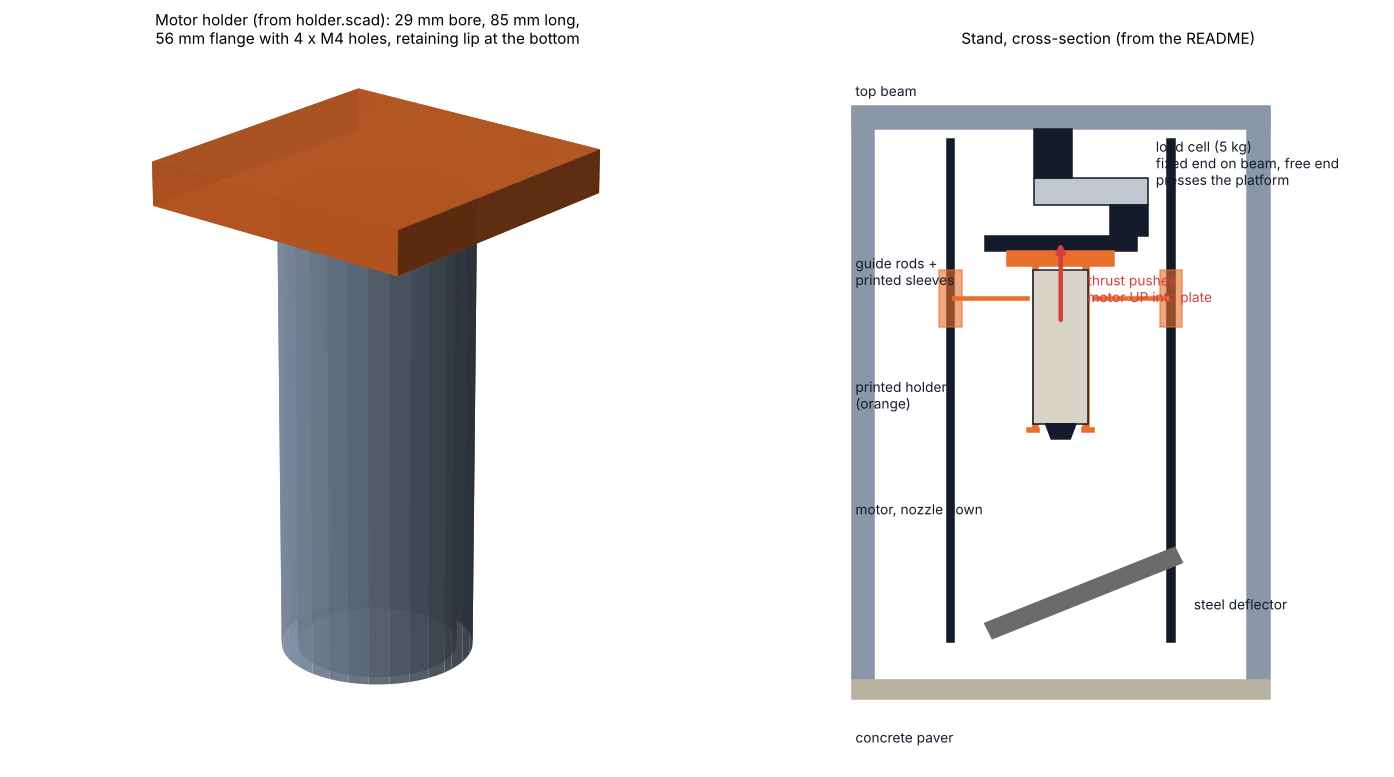 Motor holder (from holder.scad): 29 mm bore, 85 mm long,
56 mm flange with 4 x M4 holes, retaining lip at the bottom
Stand, cross-section (from the README)
top beam
load cell (5 kg)
fixed end on beam, free end
presses the platform
guide rods +
printed sleeves
thrust pushes
motor UP into plate
printed holder
(orange)
motor, nozzle down
steel deflector
concrete paver